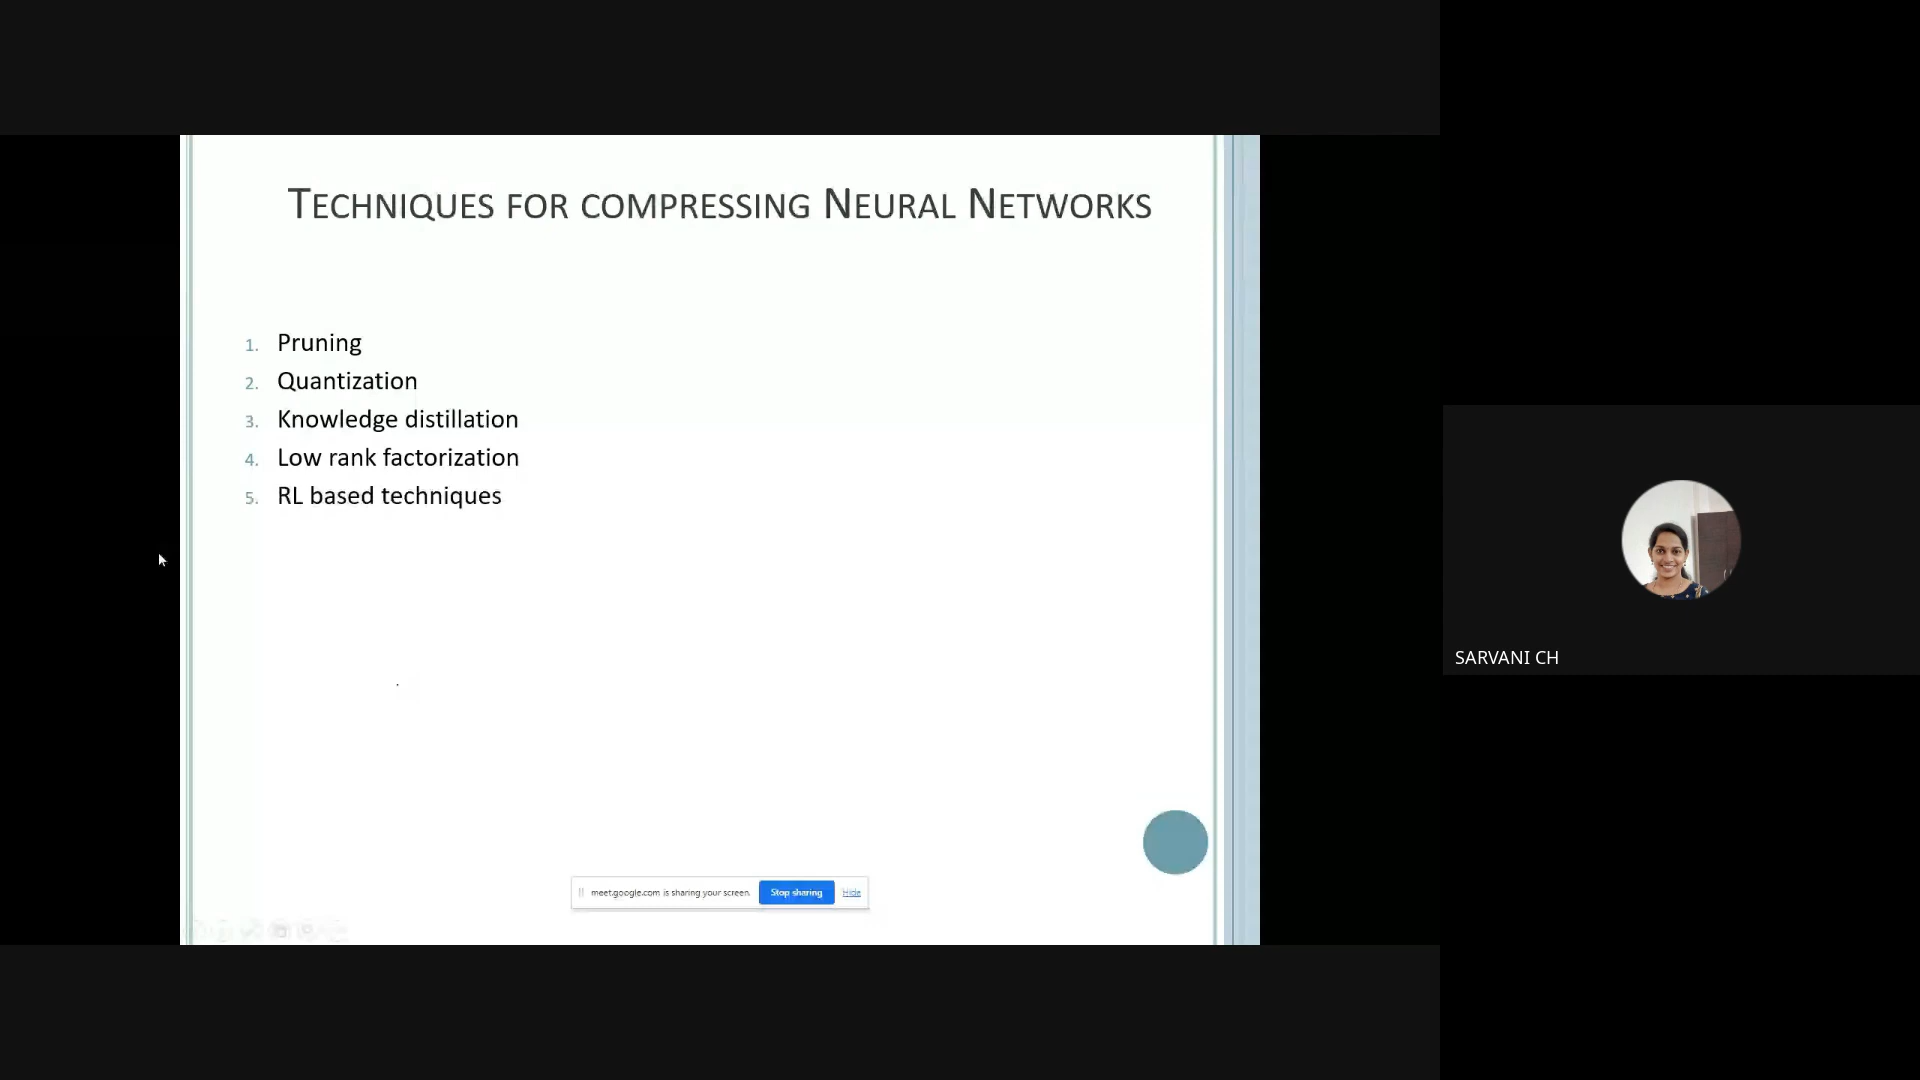 Techniques for compressing Neural Networks
1. Pruning
2. Quantization
3. Knowledge distillation
4. Low rank factorization
5. RL based techniques
SARVANI CH
meet.google.com is sharing your screen. Stop sharing Hide